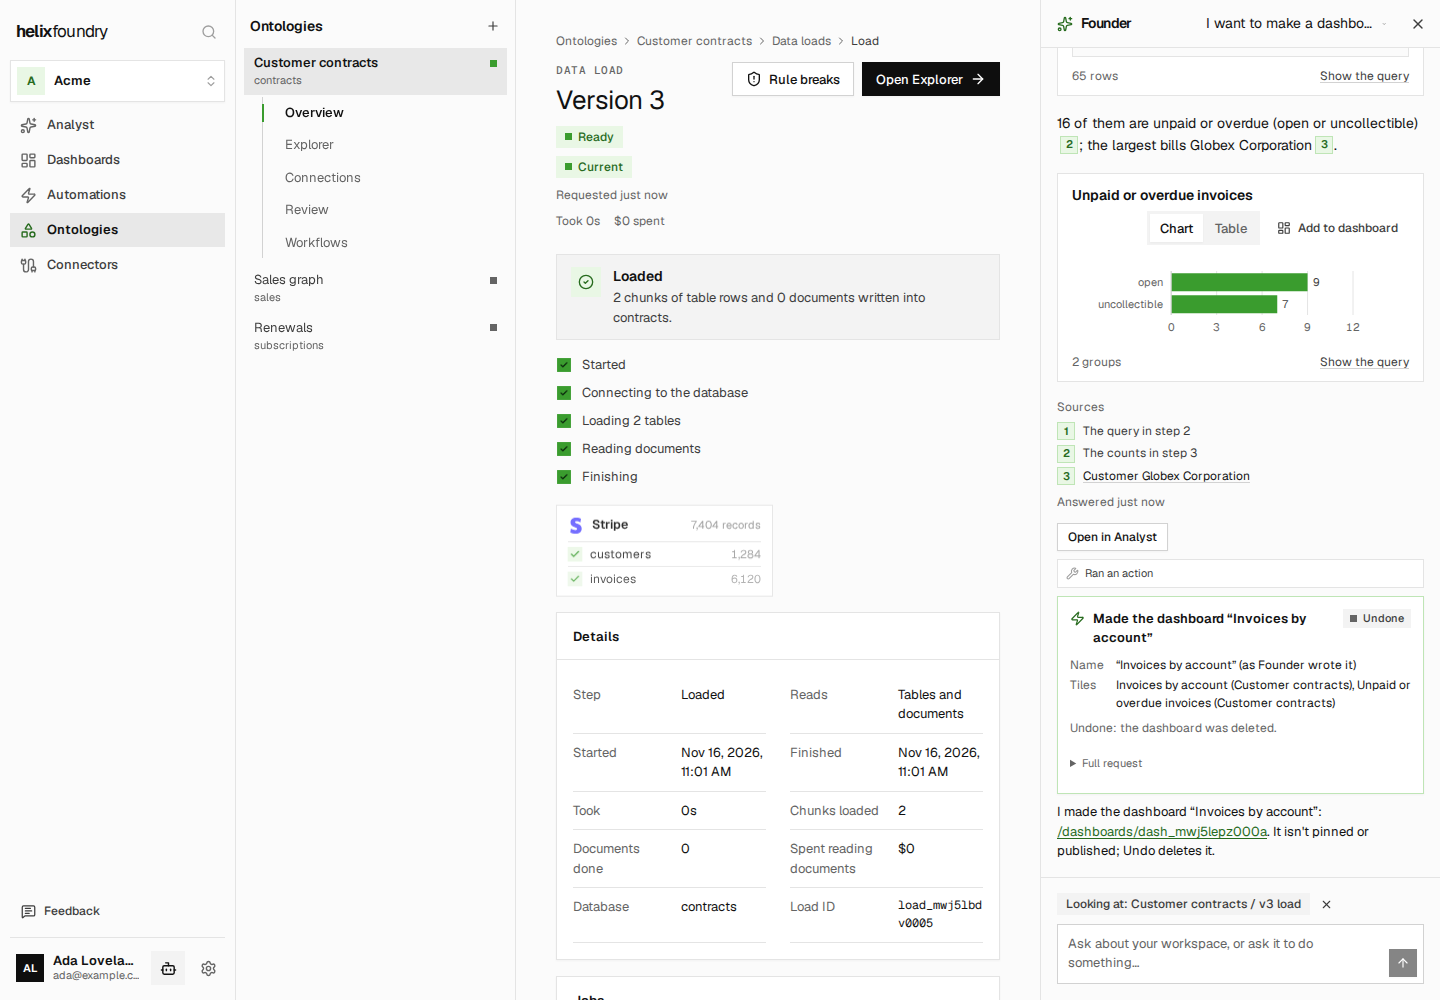 helixfoundry
A
Acme
Analyst
Dashboards
Automations
Ontologies
Connectors
Feedback
AL
Ada Lovela...
ada@example.c...
Ontologies
Customer contracts
contracts
Overview
Explorer
Connections
Review
Workflows
Sales graph
sales
Renewals
subscriptions
Ontologies > Customer contracts > Data loads > Load
DATA LOAD
Version 3
Rule breaks
Open Explorer
Ready
Current
Requested just now
Took 0s $0 spent
Loaded
2 chunks of table rows and 0 documents written into
contracts.
Started
Connecting to the database
Loading 2 tables
Reading documents
Finishing
Stripe 7,404 records
customers 1,284
invoices 6,120
Details
Step Loaded Reads Tables and
documents
Started Nov 16, 2026, Finished Nov 16, 2026,
11:01 AM 11:01 AM
Took 0s Chunks loaded 2
Documents 0 Spent reading $0
done documents
Database contracts Load ID load_mwj5lbd
v0005
Jobs
Founder
I want to make a dashbo...
65 rows Show the query
16 of them are unpaid or overdue (open or uncollectible)
2 ; the largest bills Globex Corporation 3 .
Unpaid or overdue invoices
Chart Table Add to dashboard
open 9
uncollectible 7
0 3 6 9 12
2 groups Show the query
Sources
1 The query in step 2
2 The counts in step 3
3 Customer Globex Corporation
Answered just now
Open in Analyst
Ran an action
Made the dashboard “Invoices by
account”
Undone
Name “Invoices by account” (as Founder wrote it)
Tiles Invoices by account (Customer contracts), Unpaid or
overdue invoices (Customer contracts)
Undone: the dashboard was deleted.
Full request
I made the dashboard “Invoices by account”:
/dashboards/dash_mwj5lepz000a. It isn't pinned or
published; Undo deletes it.
Looking at: Customer contracts / v3 load
Ask about your workspace, or ask it to do
something...